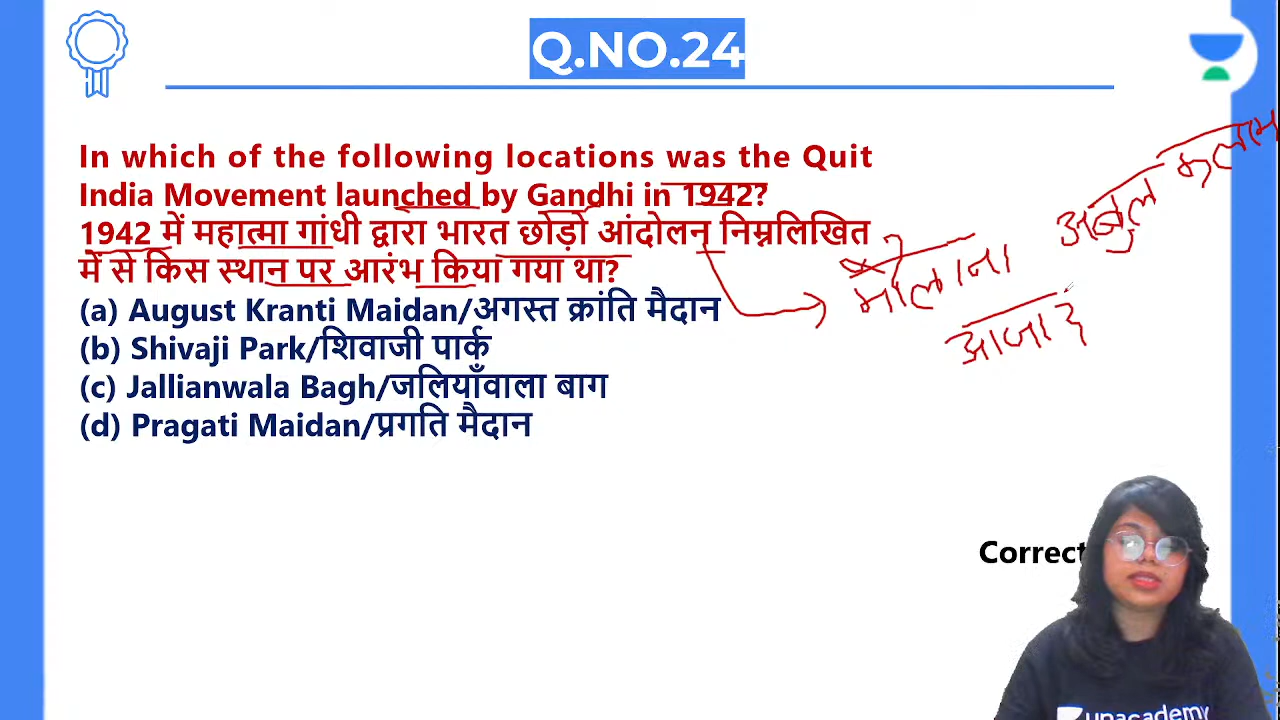 Q.NO.24
In which of the following locations was the Quit
India Movement launched by Gandhi in 1942?
1942 में महात्मा गांधी द्वारा भारत छोड़ो आंदोलन निम्नलिखित
में से किस स्थान पर आरंभ किया गया था?
(a) August Kranti Maidan/अगस्त क्रांति मैदान
(b) Shivaji Park/शिवाजी पार्क
(c) Jallianwala Bagh/जलियाँवाला बाग
(d) Pragati Maidan/प्रगति मैदान
मौलाना अबुल कलाम
आजाद
Correct
unacademy